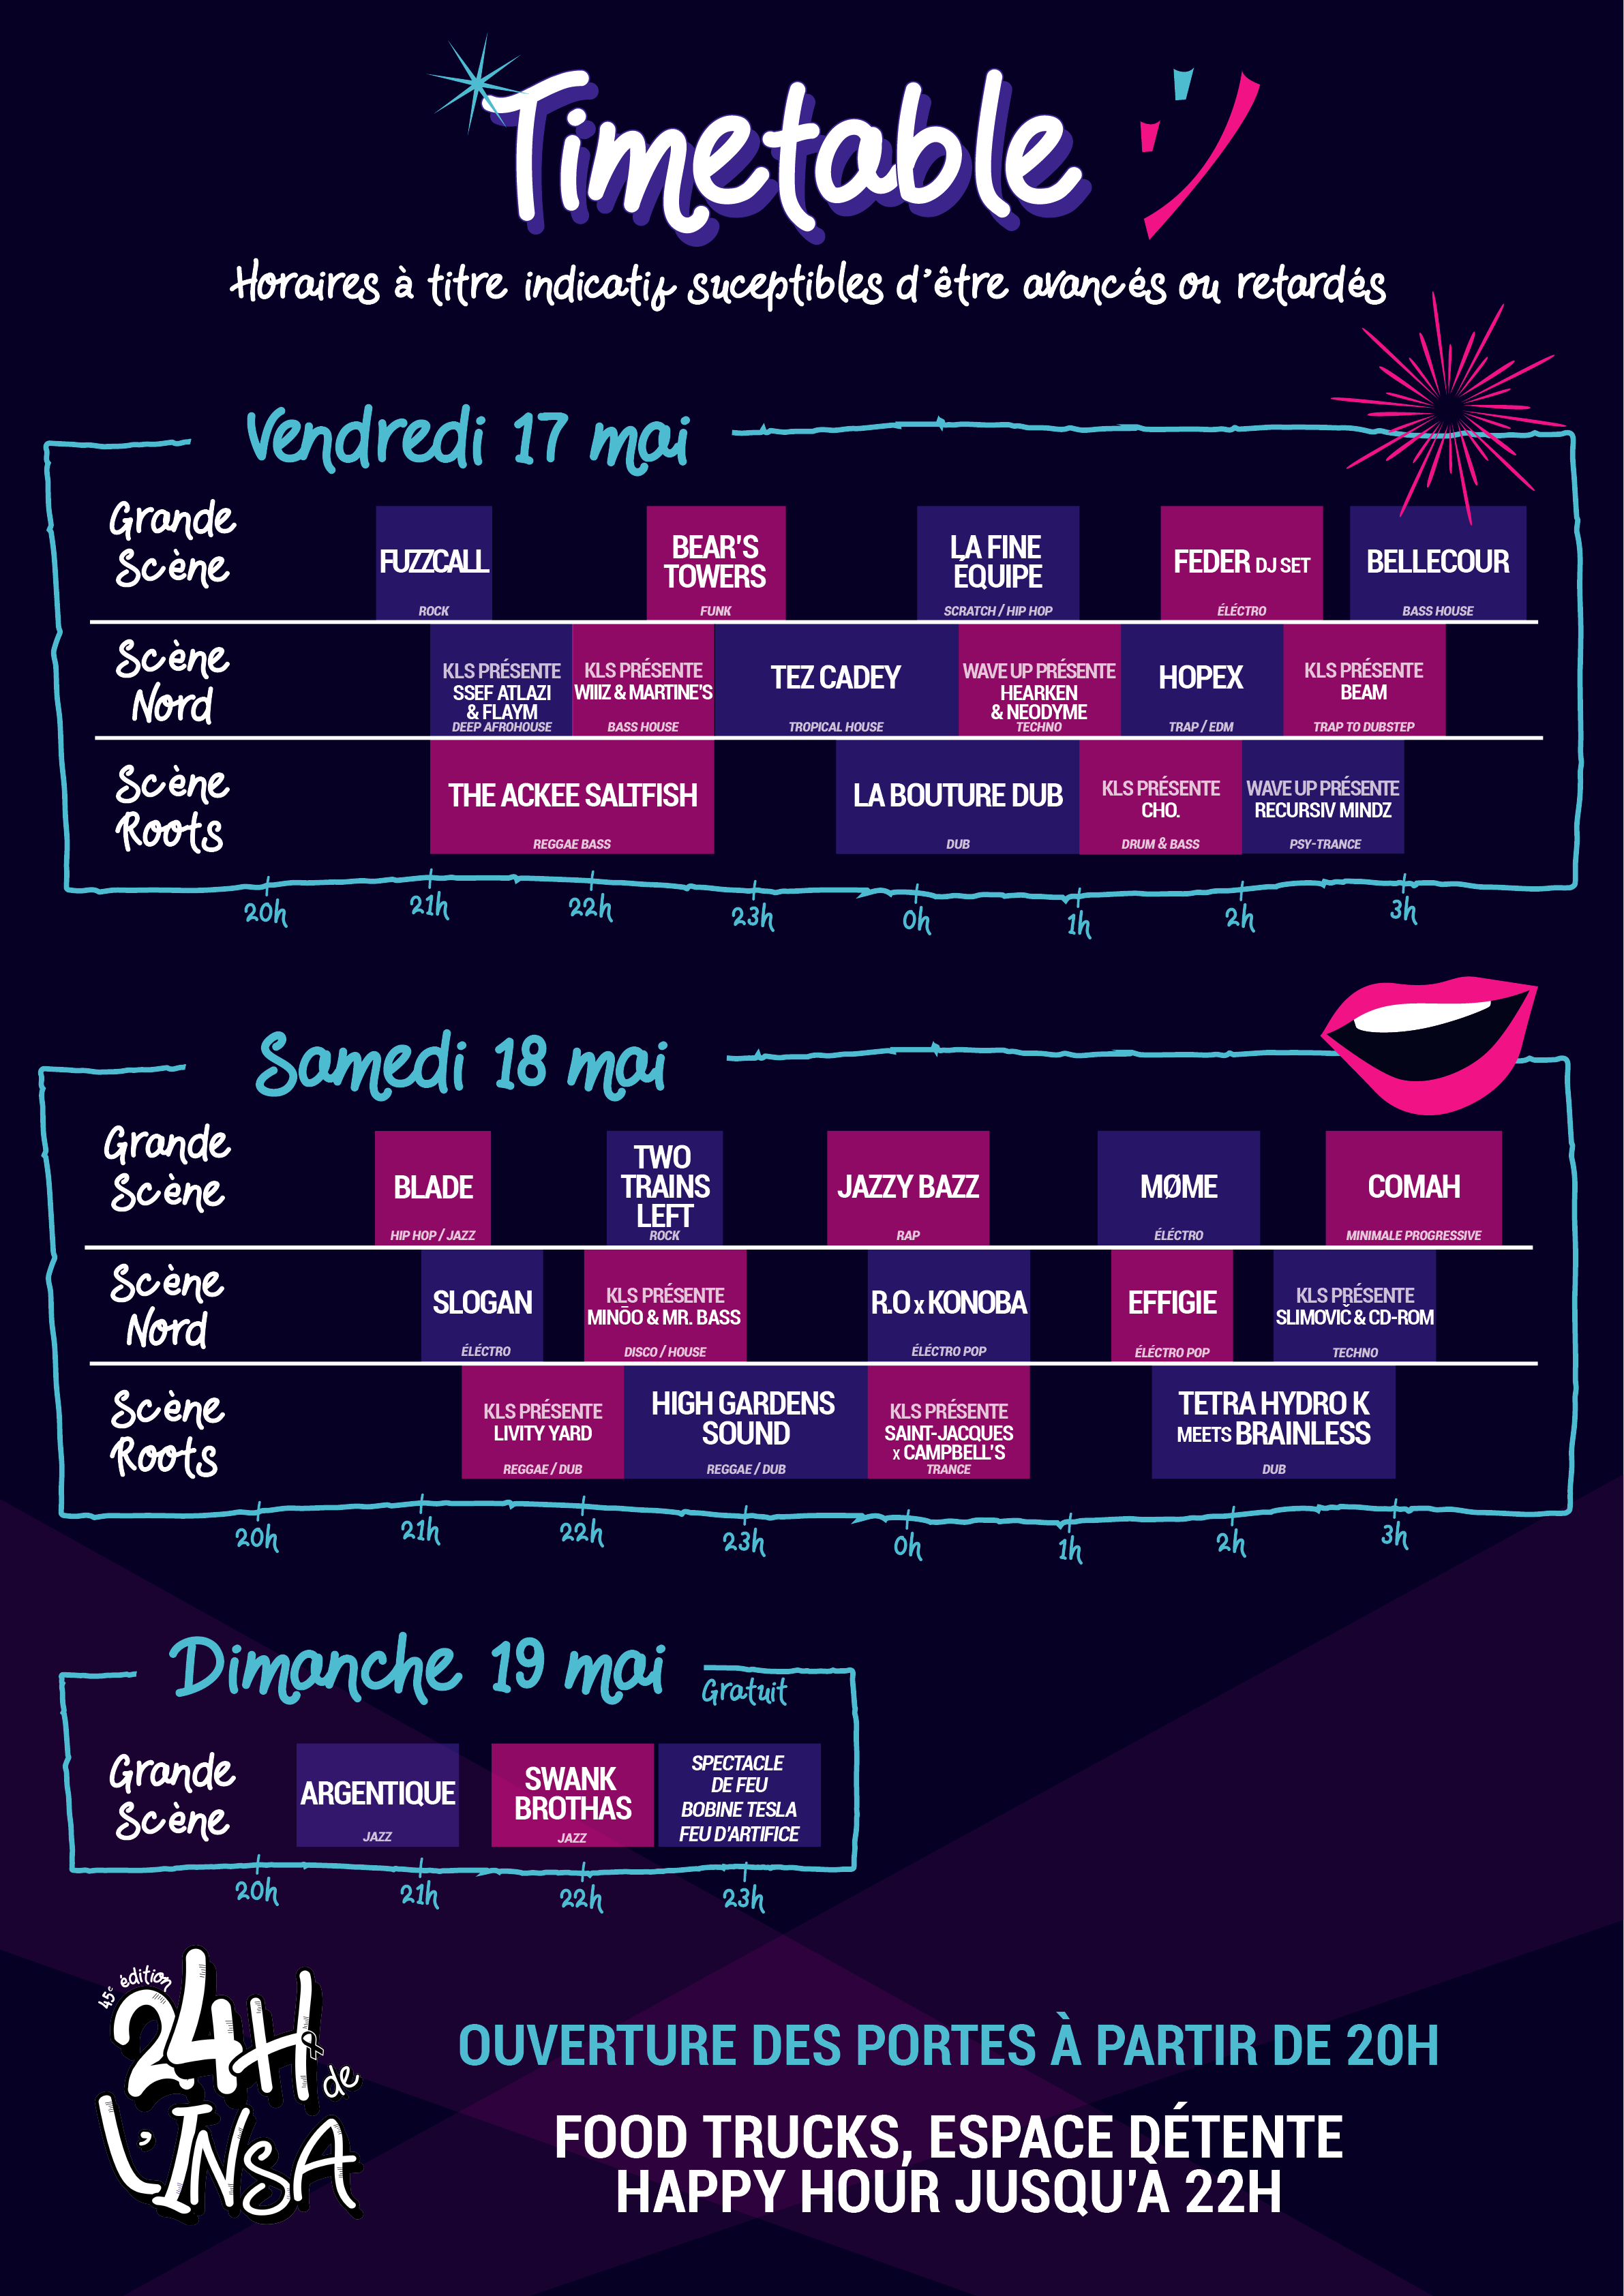 Timetable
Horaires à titre indicatif suceptibles d'être avancés ou retardés
Vendredi 17 mai
Grande
Scène
FUZZCALL
ROCK
BEAR'S
TOWERS
FUNK
LA FINE
ÉQUIPE
SCRATCH / HIP HOP
FEDER DJ SET
ÉLÉCTRO
BELLECOUR
BASS HOUSE
Scène
Nord
KLS PRÉSENTE
SSEF ATLAZI
& FLAYM
DEEP AFROHOUSE
KLS PRÉSENTE
WIIIZ & MARTINE'S
BASS HOUSE
TEZ CADEY
TROPICAL HOUSE
WAVE UP PRÉSENTE
HEARKEN
& NEODYME
TECHNO
HOPEX
TRAP / EDM
KLS PRÉSENTE
BEAM
TRAP TO DUBSTEP
Scène
Roots
THE ACKEE SALTFISH
REGGAE BASS
LA BOUTURE DUB
DUB
KLS PRÉSENTE
CHO.
DRUM & BASS
WAVE UP PRÉSENTE
RECURSIV MINDZ
PSY-TRANCE
20h 21h 22h 23h 0h 1h 2h 3h
Samedi 18 mai
Grande
Scène
BLADE
HIP HOP / JAZZ
TWO
TRAINS
LEFT
ROCK
JAZZY BAZZ
RAP
MØME
ÉLÉCTRO
COMAH
MINIMALE PROGRESSIVE
Scène
Nord
SLOGAN
ÉLÉCTRO
KLS PRÉSENTE
MINŌO & MR. BASS
DISCO / HOUSE
R.O x KONOBA
ÉLÉCTRO POP
EFFIGIE
ÉLÉCTRO POP
KLS PRÉSENTE
SLIMOVIČ & CD-ROM
TECHNO
Scène
Roots
KLS PRÉSENTE
LIVITY YARD
REGGAE / DUB
HIGH GARDENS
SOUND
REGGAE / DUB
KLS PRÉSENTE
SAINT-JACQUES
x CAMPBELL'S
TRANCE
TETRA HYDRO K
MEETS BRAINLESS
DUB
20h 21h 22h 23h 0h 1h 2h 3h
Dimanche 19 mai
Gratuit
Grande
Scène
ARGENTIQUE
JAZZ
SWANK
BROTHAS
JAZZ
SPECTACLE
DE FEU
BOBINE TESLA
FEU D'ARTIFICE
20h 21h 22h 23h
45e édition
24H
de
L'INSA
OUVERTURE DES PORTES À PARTIR DE 20H
FOOD TRUCKS, ESPACE DÉTENTE
HAPPY HOUR JUSQU'À 22H